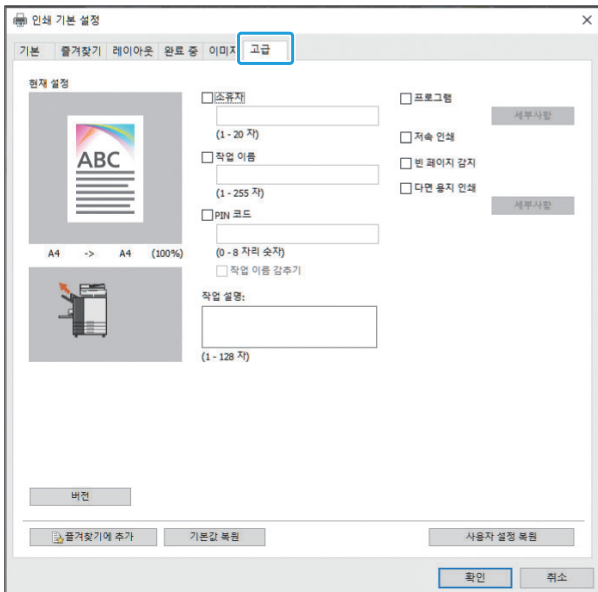 인쇄 기본 설정
기본 즐겨찾기 레이아웃 완료 중 이미지 고급
현재 설정
ABC
A4 -> A4 (100%)
소유자
(1 - 20 자)
작업 이름
(1 - 255 자)
PIN 코드
(0 - 8 자리 숫자)
작업 이름 감추기
작업 설명:
(1 - 128 자)
프로그램
세부사항
저속 인쇄
빈 페이지 감지
다면 용지 인쇄
세부사항
버전
즐겨찾기에 추가 기본값 복원 사용자 설정 복원
확인 취소